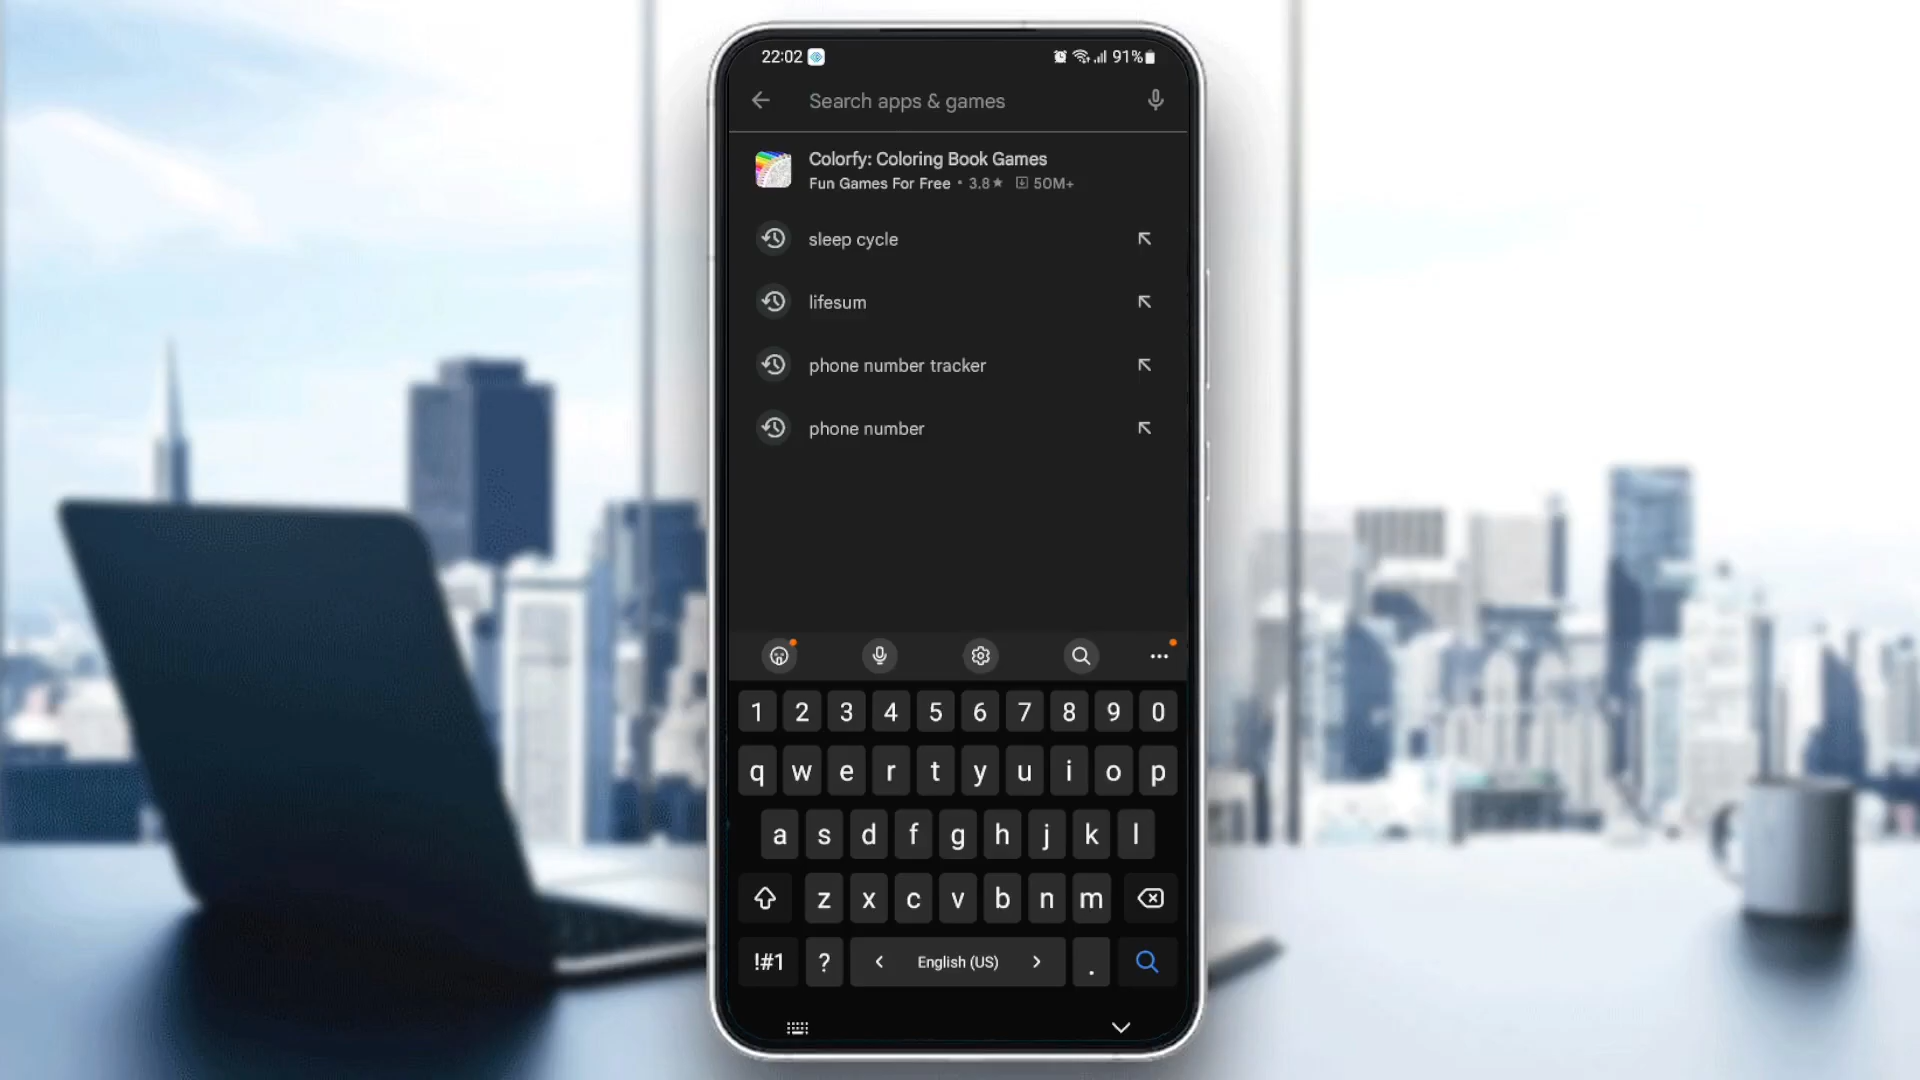 22:02 91%
Search apps & games
Colorfy: Coloring Book Games
Fun Games For Free • 3.8★ 50M+
sleep cycle
lifesum
phone number tracker
phone number
1 2 3 4 5 6 7 8 9 0
q w e r t y u i o p
a s d f g h j k l
z x c v b n m
!#1 ? < English (US) > .